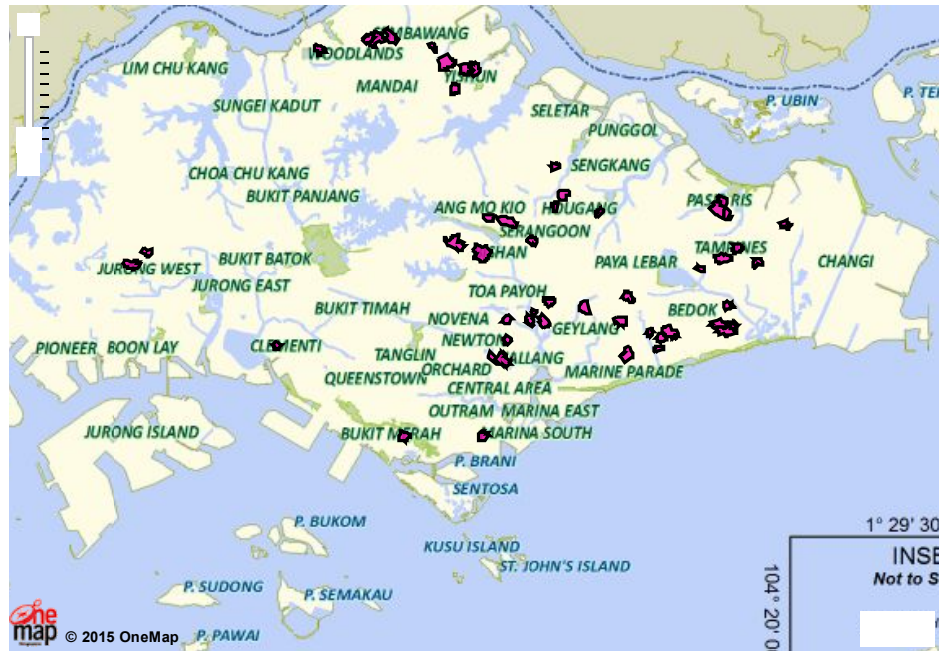 SEMBAWANG
WOODLANDS
LIM CHU KANG
YISHUN
MANDAI
P. UBIN
P. TE
SUNGEI KADUT
SELETAR
PUNGGOL
SENGKANG
CHOA CHU KANG
BUKIT PANJANG
PASIR RIS
ANG MO KIO
HOUGANG
SERANGOON
SHAN
TAMPINES
PAYA LEBAR
CHANGI
BUKIT BATOK
JURONG WEST
JURONG EAST
TOA PAYOH
BUKIT TIMAH
BEDOK
NOVENA
GEYLANG
NEWTON
PIONEER
BOON LAY
CLEMENTI
TANGLIN
KALLANG
ORCHARD
MARINE PARADE
QUEENSTOWN
CENTRAL AREA
OUTRAM
MARINA EAST
JURONG ISLAND
BUKIT MERAH
MARINA SOUTH
P. BRANI
SENTOSA
P. BUKOM
1° 29' 30
KUSU ISLAND
INSE
ST. JOHN'S ISLAND
Not to S
104° 20' 0
P. SUDONG
P. SEMAKAU
One
map © 2015 OneMap
P. PAWAI